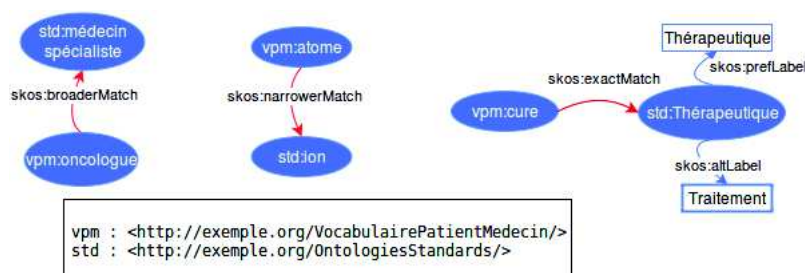 std:médecin
spécialiste
skos:broaderMatch
vpm:oncologue
vpm:atome
skos:narrowerMatch
std:ion
Thérapeutique
skos:prefLabel
skos:exactMatch
vpm:cure
std:Thérapeutique
skos:altLabel
Traitement
vpm : <http://exemple.org/VocabulairePatientMedecin/>
std : <http://exemple.org/OntologiesStandards/>